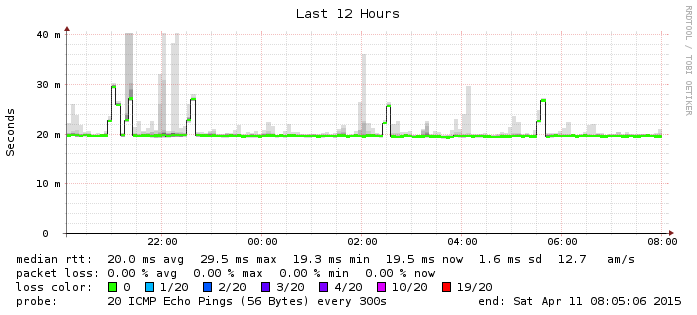 Last 12 Hours
RRDTOOL / TOBI OETIKER
Seconds
40 m
30 m
20 m
10 m
0
22:00 00:00 02:00 04:00 06:00 08:00
median rtt: 20.0 ms avg 29.5 ms max 19.3 ms min 19.5 ms now 1.6 ms sd 12.7 am/s
packet loss: 0.00 % avg 0.00 % max 0.00 % min 0.00 % now
loss color: 0 1/20 2/20 3/20 4/20 10/20 19/20
probe: 20 ICMP Echo Pings (56 Bytes) every 300s end: Sat Apr 11 08:05:06 2015